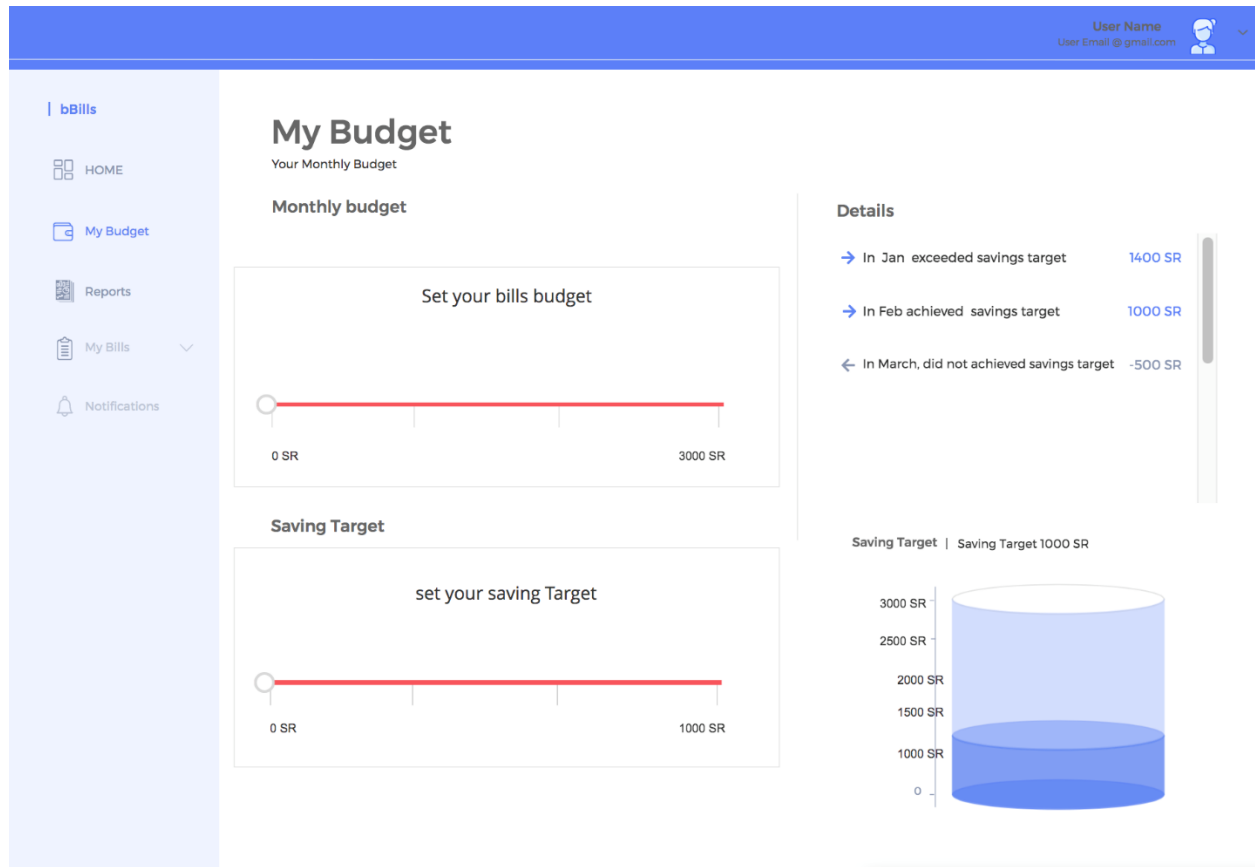 User Name
User Email @ gmail.com
| bBills
HOME
My Budget
Reports
My Bills
Notifications
My Budget
Your Monthly Budget
Monthly budget
Set your bills budget
0 SR
3000 SR
Saving Target
set your saving Target
0 SR
1000 SR
Details
In Jan exceeded savings target 1400 SR
In Feb achieved savings target 1000 SR
In March, did not achieved savings target -500 SR
Saving Target | Saving Target 1000 SR
3000 SR
2500 SR
2000 SR
1500 SR
1000 SR
0